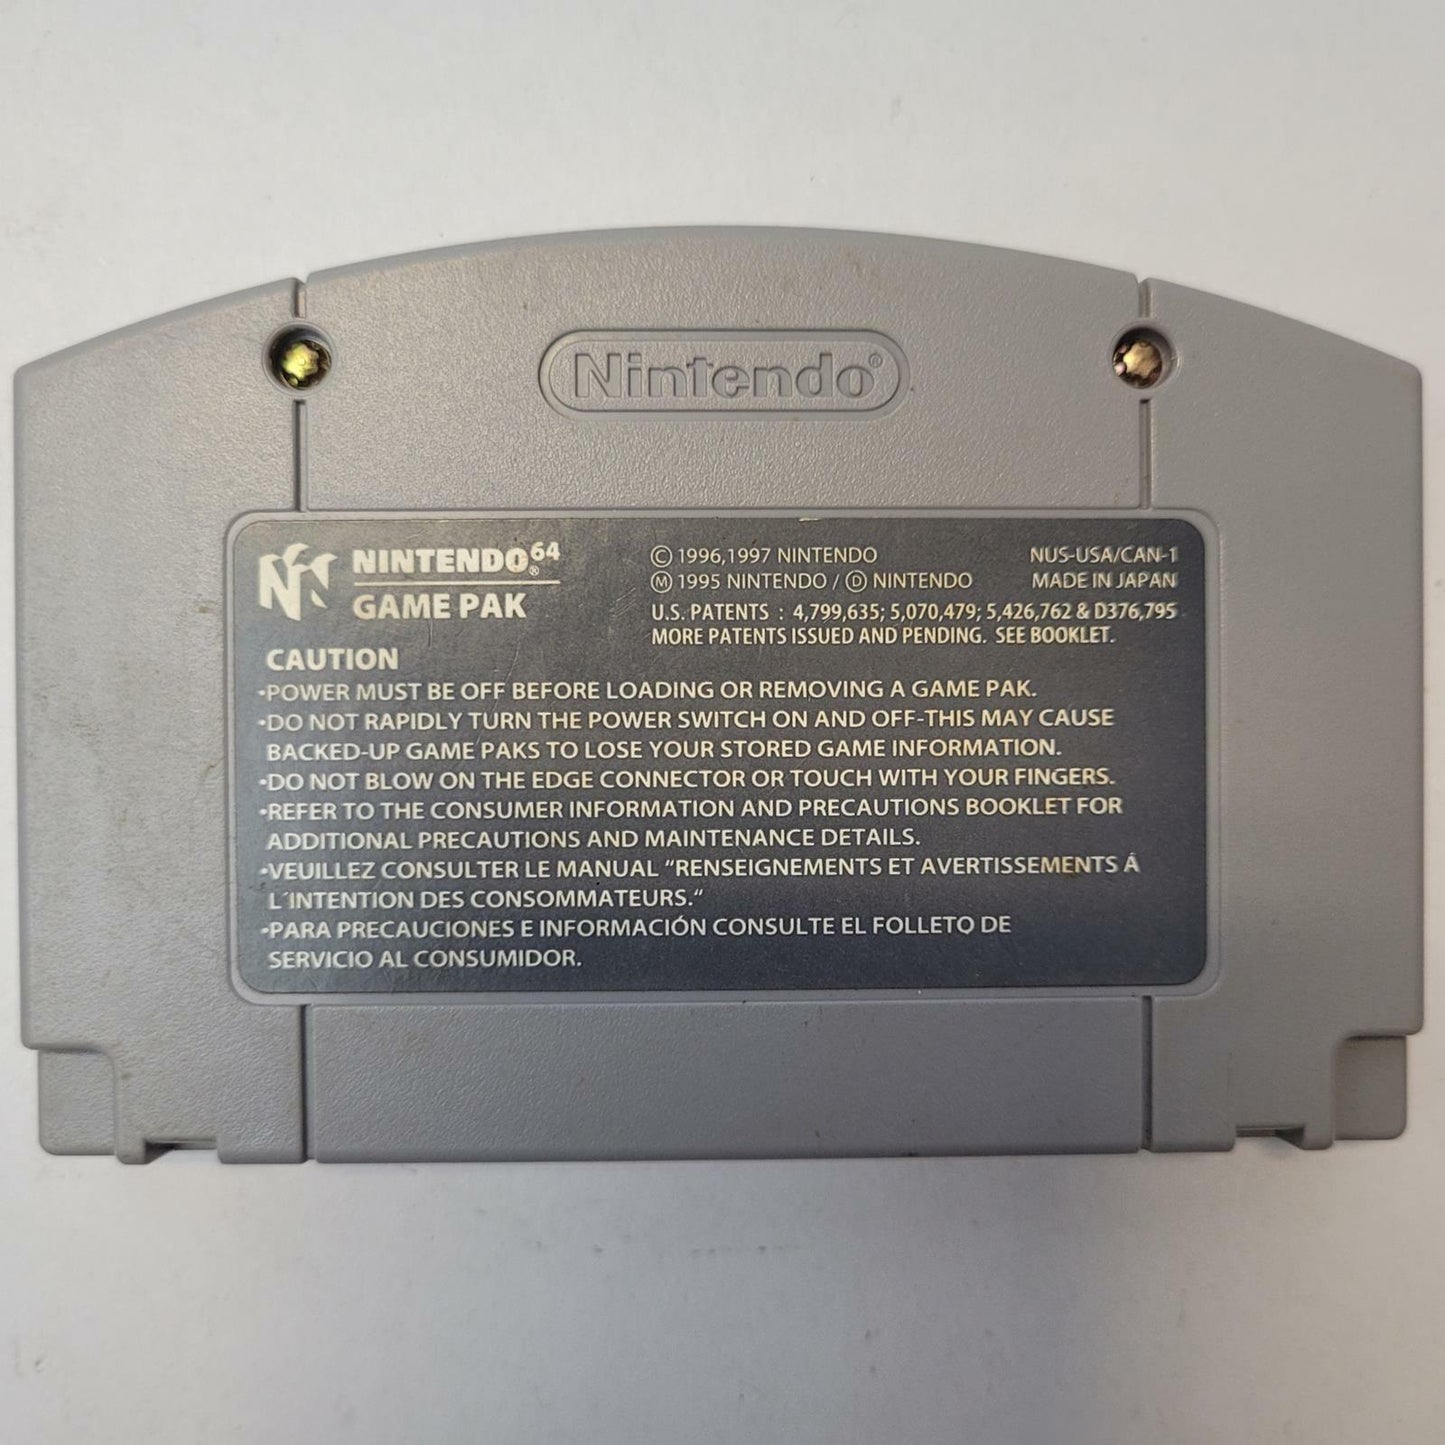 Nintendo®
NINTENDO®64
GAME PAK
© 1996,1997 NINTENDO
Ⓜ 1995 NINTENDO / Ⓓ NINTENDO
NUS-USA/CAN-1
MADE IN JAPAN
U.S. PATENTS : 4,799,635; 5,070,479; 5,426,762 & D376,795
MORE PATENTS ISSUED AND PENDING. SEE BOOKLET.
CAUTION
•POWER MUST BE OFF BEFORE LOADING OR REMOVING A GAME PAK.
•DO NOT RAPIDLY TURN THE POWER SWITCH ON AND OFF-THIS MAY CAUSE
BACKED-UP GAME PAKS TO LOSE YOUR STORED GAME INFORMATION.
•DO NOT BLOW ON THE EDGE CONNECTOR OR TOUCH WITH YOUR FINGERS.
•REFER TO THE CONSUMER INFORMATION AND PRECAUTIONS BOOKLET FOR
ADDITIONAL PRECAUTIONS AND MAINTENANCE DETAILS.
•VEUILLEZ CONSULTER LE MANUAL "RENSEIGNEMENTS ET AVERTISSEMENTS Á
L´INTENTION DES CONSOMMATEURS."
•PARA PRECAUCIONES E INFORMACIÓN CONSULTE EL FOLLETO DE
SERVICIO AL CONSUMIDOR.